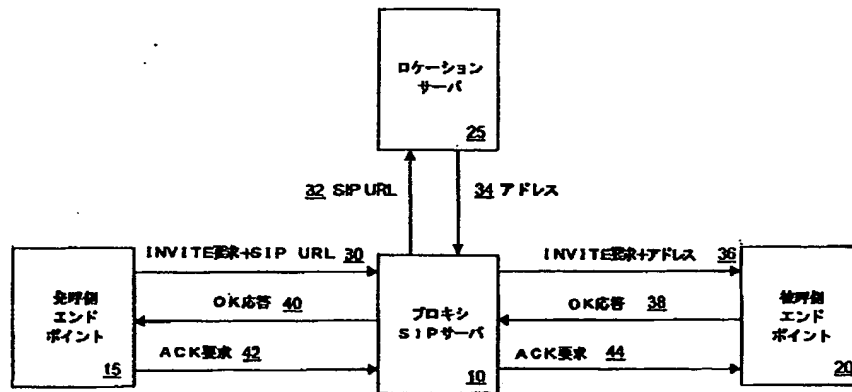 ロケーション
サーバ
25
32 SIP URL
34 アドレス
INVITE要求+SIP URL 30
INVITE要求+アドレス 36
発呼側
エンド
ポイント
15
OK応答 40
ACK要求 42
プロキシ
SIPサーバ
10
OK応答 38
ACK要求 44
被呼側
エンド
ポイント
20